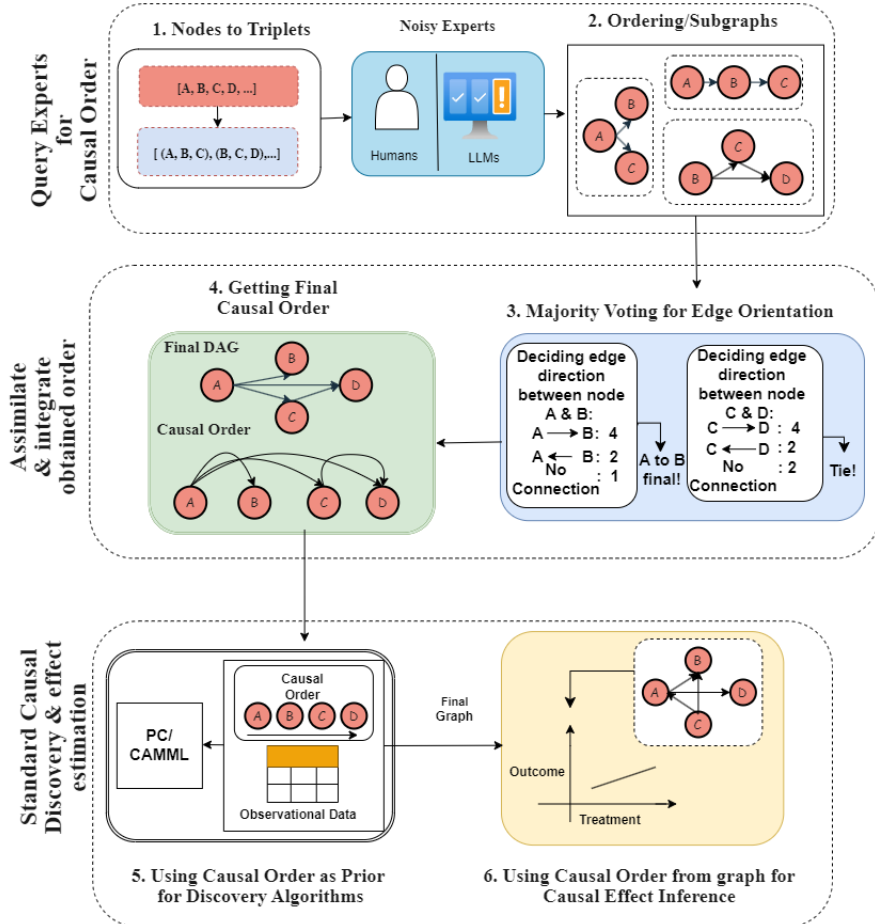 Query Experts
for
Causal Order
1. Nodes to Triplets
[A, B, C, D, ...]
[ (A, B, C), (B, C, D),...]
Noisy Experts
Humans
LLMs
2. Ordering/Subgraphs
A
B
C
A
B
C
B
C
D
Assimilate
& integrate
obtained order
4. Getting Final
Causal Order
Final DAG
A
B
C
D
Causal Order
A
B
C
D
3. Majority Voting for Edge Orientation
Deciding edge
direction
between node
A & B:
A B: 4
A B: 2
No
: 1
Connection
A to B
final!
Deciding edge
direction
between node
C & D:
C D : 4
C D : 2
No : 2
Connection
Tie!
Standard Causal
Discovery & effect
estimation
PC/
CAMML
Causal
Order
A B C D
Observational Data
5. Using Causal Order as Prior
for Discovery Algorithms
Final
Graph
B
A
D
C
Outcome
Treatment
6. Using Causal Order from graph for
Causal Effect Inference